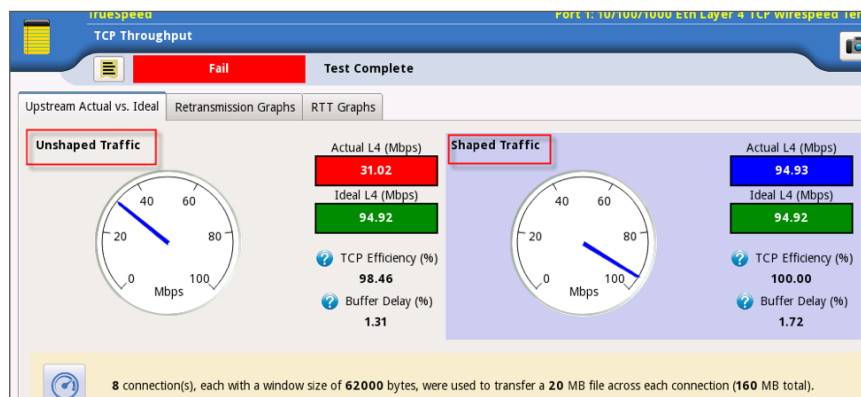 TrueSpeed
Port 1: 10/100/1000 Eth Layer 4 TCP Wirespeed Ter
TCP Throughput
Fail
Test Complete
Upstream Actual vs. Ideal
Retransmission Graphs
RTT Graphs
Unshaped Traffic
Actual L4 (Mbps)
31.02
Ideal L4 (Mbps)
94.92
0
20
40
60
80
100
Mbps
TCP Efficiency (%)
98.46
Buffer Delay (%)
1.31
Shaped Traffic
Actual L4 (Mbps)
94.93
Ideal L4 (Mbps)
94.92
0
20
40
60
80
100
Mbps
TCP Efficiency (%)
100.00
Buffer Delay (%)
1.72
8 connection(s), each with a window size of 62000 bytes, were used to transfer a 20 MB file across each connection (160 MB total).